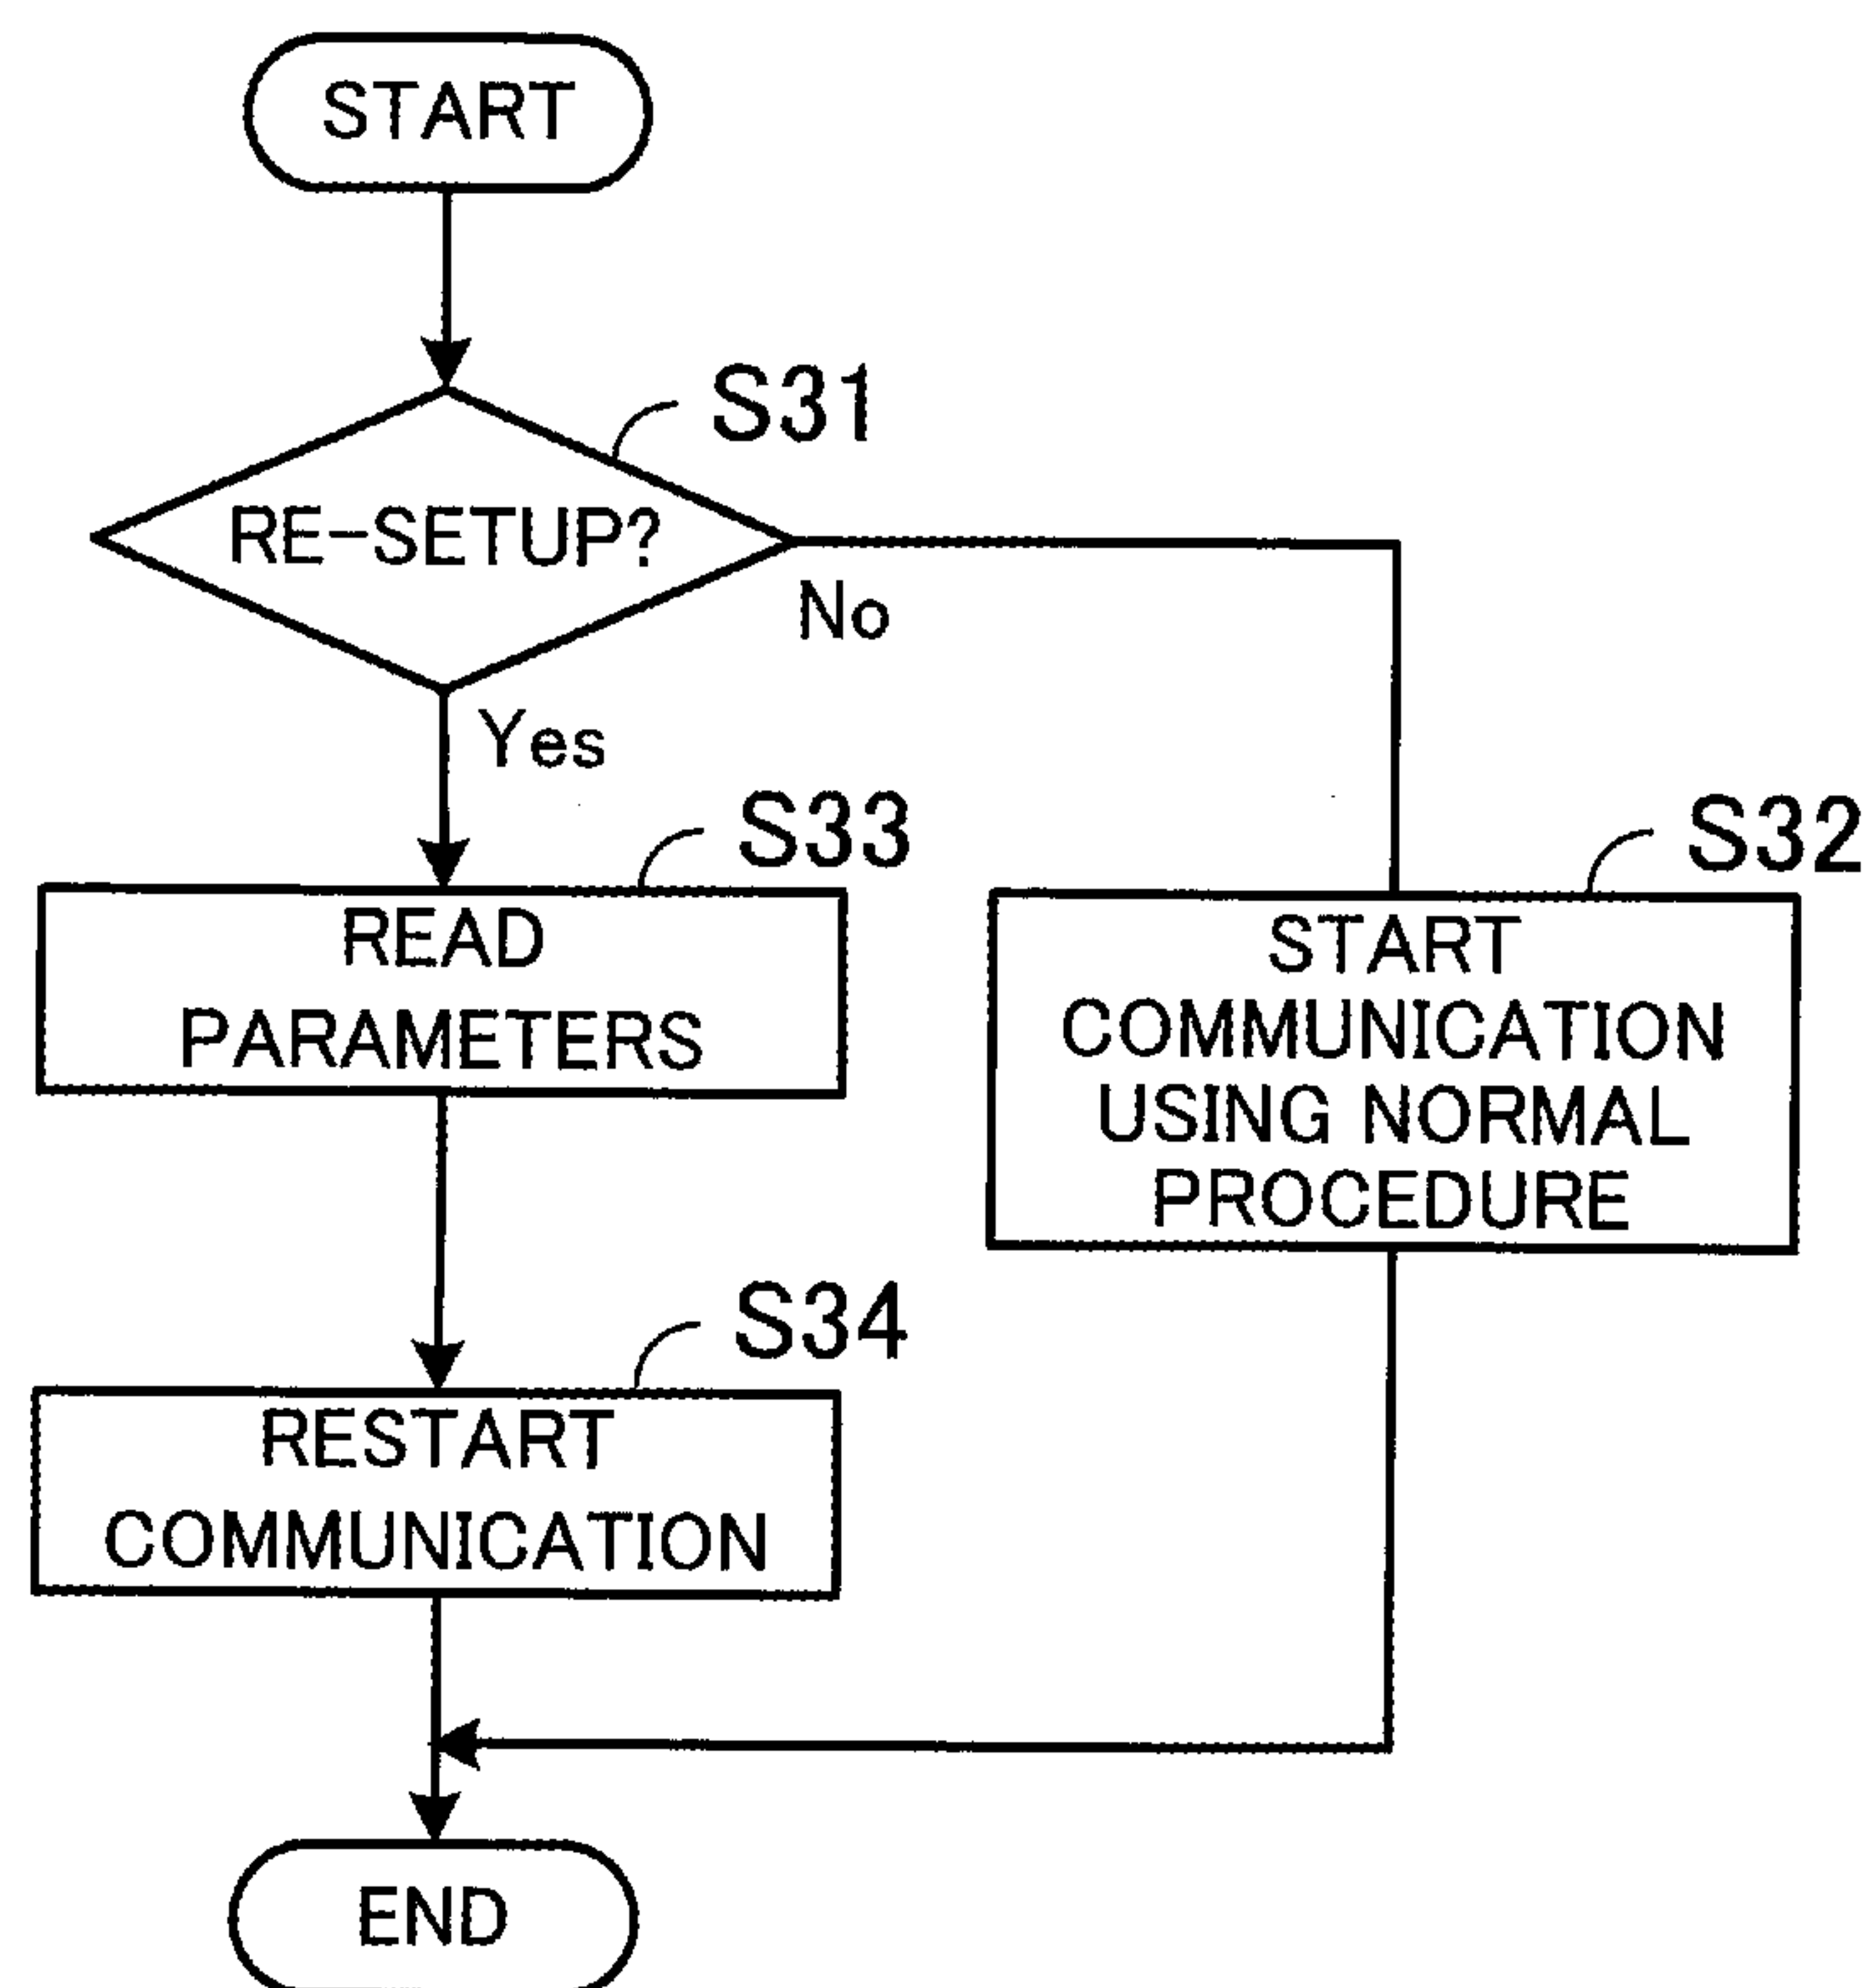 START
S31
RE-SETUP?
No
Yes
S33
S32
READ
PARAMETERS
START
COMMUNICATION
USING NORMAL
PROCEDURE
S34
RESTART
COMMUNICATION
END